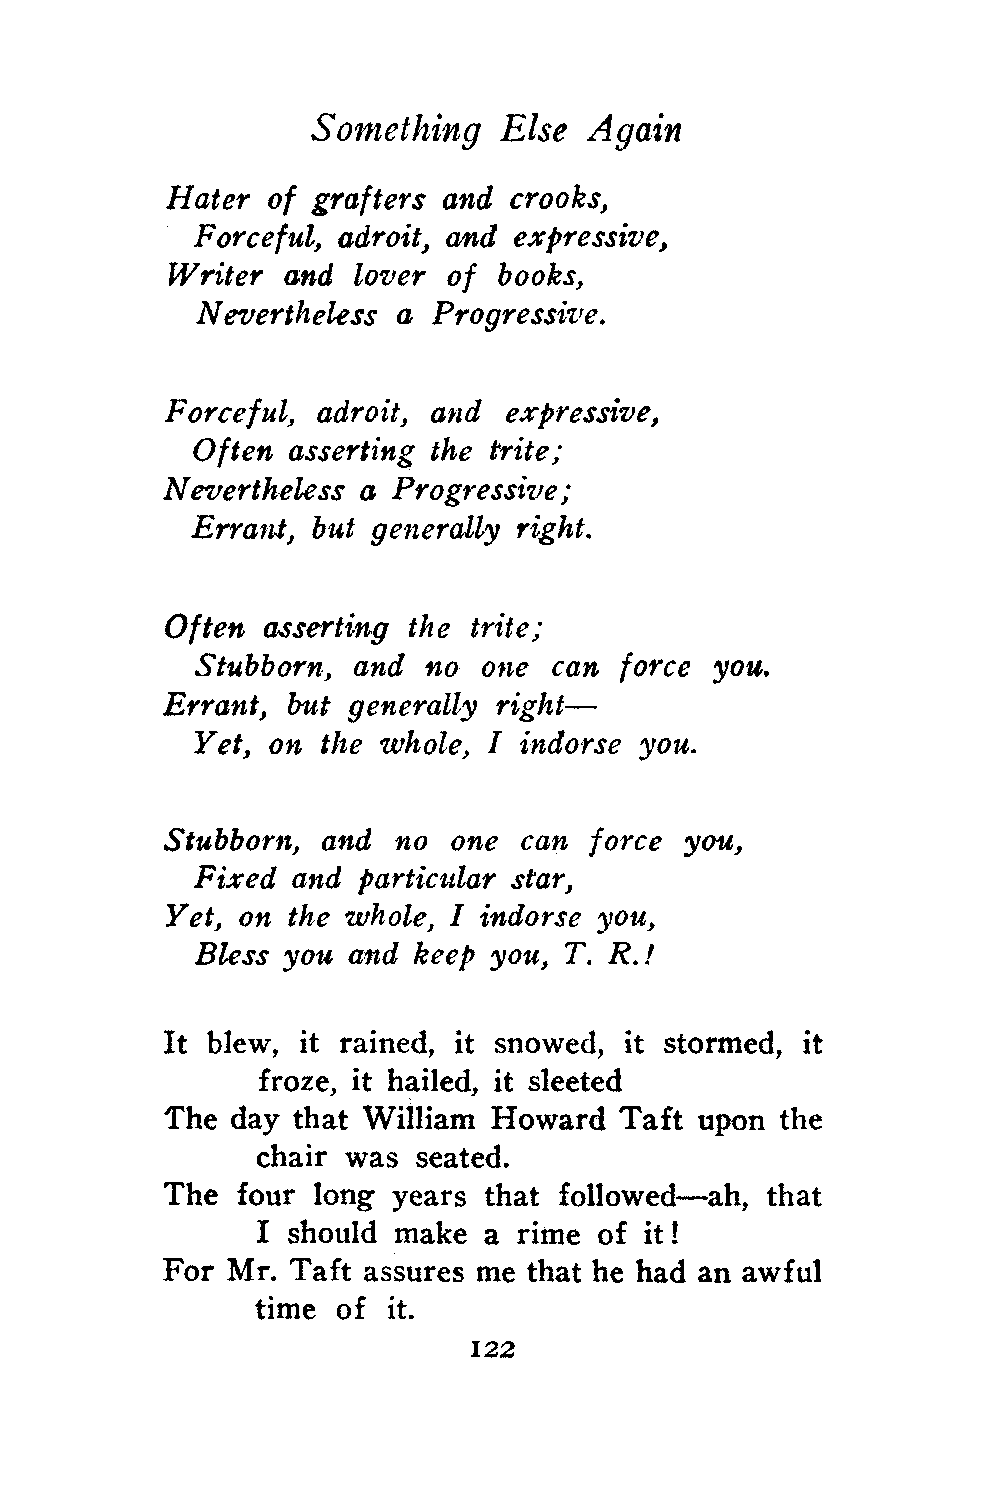 Something Else Again
Hater of grafters and crooks,
Forceful, adroit, and expressive,
Writer and lover of books,
Nevertheless a Progressive.
Forceful, adroit, and expressive,
Often asserting the trite;
Nevertheless a Progressive;
Errant, but generally right.
Often asserting the trite;
Stubborn, and no one can force you.
Errant, but generally right—
Yet, on the whole, I indorse you.
Stubborn, and no one can force you,
Fixed and particular star,
Yet, on the whole, I indorse you,
Bless you and keep you, T. R.!
It blew, it rained, it snowed, it stormed, it
froze, it hailed, it sleeted
The day that William Howard Taft upon the
chair was seated.
The four long years that followed—ah, that
I should make a rime of it!
For Mr. Taft assures me that he had an awful
time of it.
122